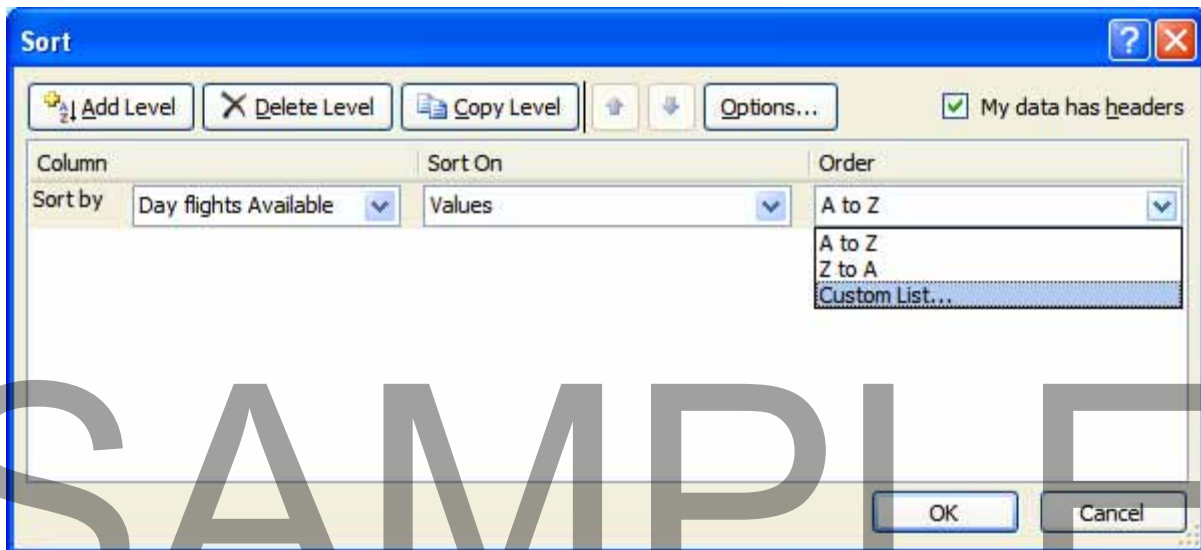 Sort
Add Level Delete Level Copy Level Options... My data has headers
Column Sort On Order
Sort by Day flights Available Values A to Z
A to Z
Z to A
Custom List...
SAMPLE
OK Cancel